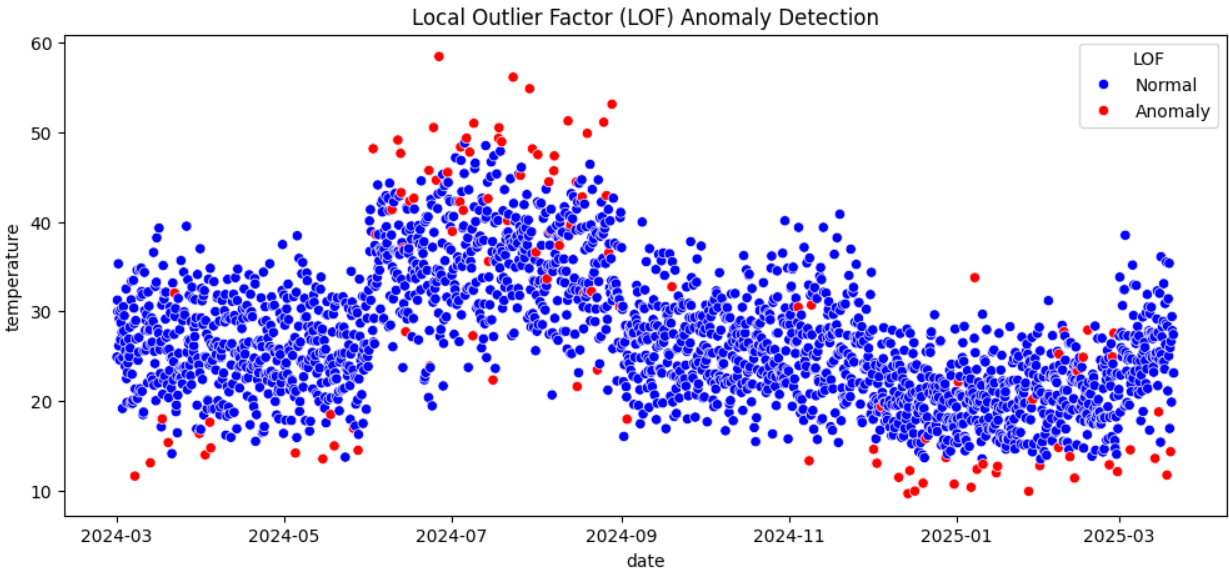 Local Outlier Factor (LOF) Anomaly Detection
LOF
Normal
Anomaly
temperature
60
50
40
30
20
10
2024-03
2024-05
2024-07
2024-09
2024-11
2025-01
2025-03
date